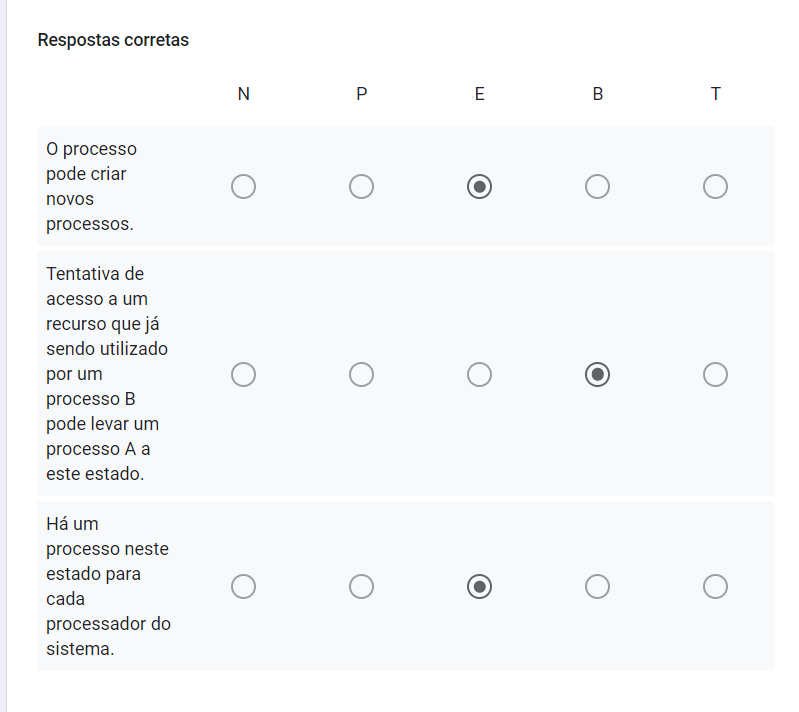 Respostas corretas
N P E B T
O processo
pode criar
novos
processos.
Tentativa de
acesso a um
recurso que já
sendo utilizado
por um
processo B
pode levar um
processo A a
este estado.
Há um
processo neste
estado para
cada
processador do
sistema.